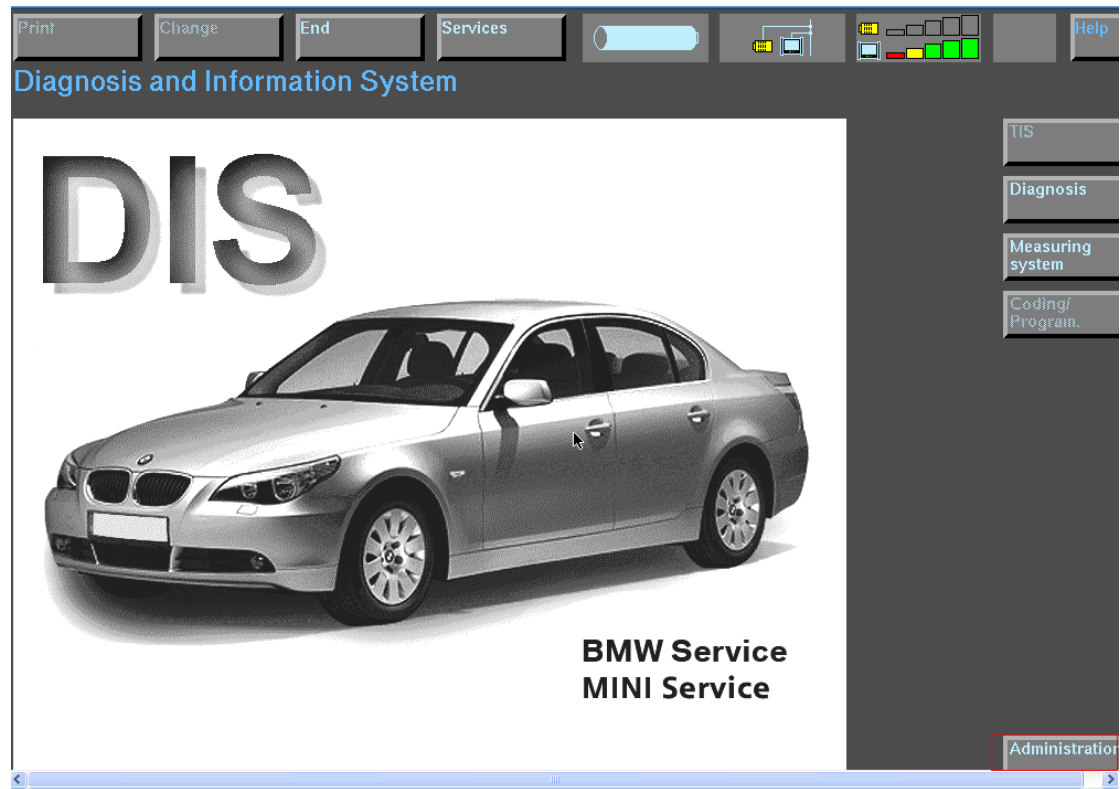 Print
Change
End
Services
Help
Diagnosis and Information System
DIS
TIS
Diagnosis
Measuring
system
Coding/
Program.
BMW Service
MINI Service
Administration